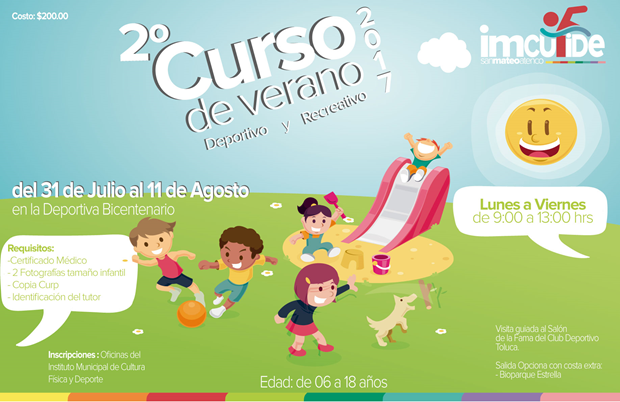 Costo: $200.00
2º Curso
de verano
2017
Deportivo y Recreativo
imcufide
san mateo atenco
del 31 de Julio al 11 de Agosto
en la Deportiva Bicentenario
Lunes a Viernes
de 9:00 a 13:00 hrs
Requisitos:
-Certificado Médico
- 2 Fotografías tamaño infantil
- Copia Curp
- Identificación del tutor
Inscripciones : Oficinas del
Instituto Municipal de Cultura
Física y Deporte
Edad: de 06 a 18 años
Visita guiada al Salón
de la Fama del Club Deportivo
Toluca.
Salida Opciona con costa extra:
- Bioparque Estrella